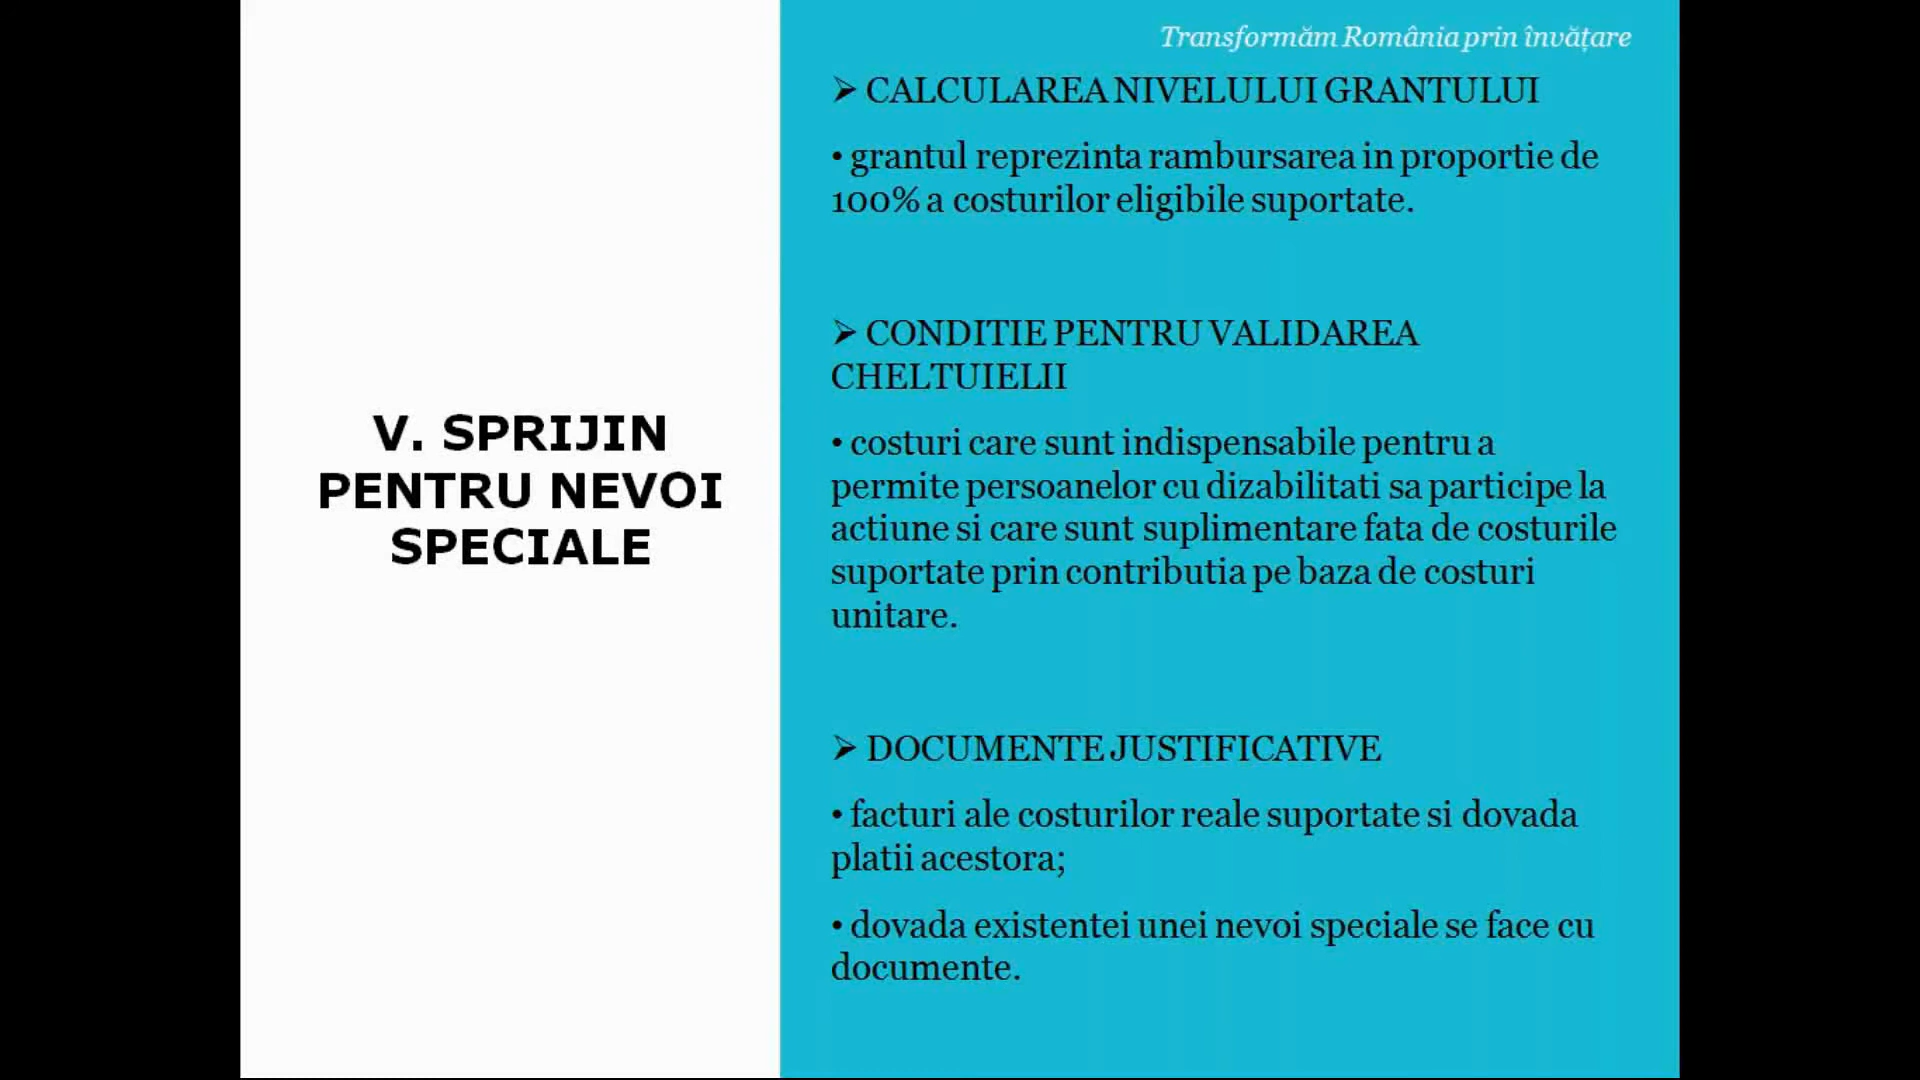 Transformăm România prin învățare
V. SPRIJIN
PENTRU NEVOI
SPECIALE
➢ CALCULAREA NIVELULUI GRANTULUI
• grantul reprezinta rambursarea in proportie de
100% a costurilor eligibile suportate.
➢ CONDITIE PENTRU VALIDAREA
CHELTUIELII
• costuri care sunt indispensabile pentru a
permite persoanelor cu dizabilitati sa participe la
actiune si care sunt suplimentare fata de costurile
suportate prin contributia pe baza de costuri
unitare.
➢ DOCUMENTE JUSTIFICATIVE
• facturi ale costurilor reale suportate si dovada
platii acestora;
• dovada existentei unei nevoi speciale se face cu
documente.